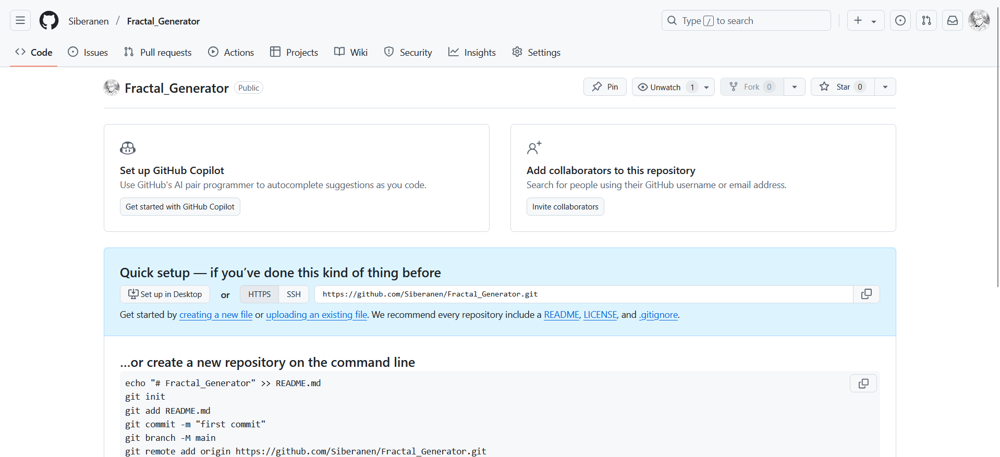 Siberanen / Fractal_Generator
Type / to search
Code Issues Pull requests Actions Projects Wiki Security Insights Settings
Fractal_Generator Public
Pin Unwatch 1 Fork 0 Star 0
Set up GitHub Copilot
Use GitHub's AI pair programmer to autocomplete suggestions as you code.
Get started with GitHub Copilot
Add collaborators to this repository
Search for people using their GitHub username or email address.
Invite collaborators
Quick setup — if you’ve done this kind of thing before
Set up in Desktop or HTTPS SSH https://github.com/Siberanen/Fractal_Generator.git
Get started by creating a new file or uploading an existing file. We recommend every repository include a README, LICENSE, and .gitignore.
…or create a new repository on the command line
echo "# Fractal_Generator" >> README.md
git init
git add README.md
git commit -m "first commit"
git branch -M main
git remote add origin https://github.com/Siberanen/Fractal_Generator.git